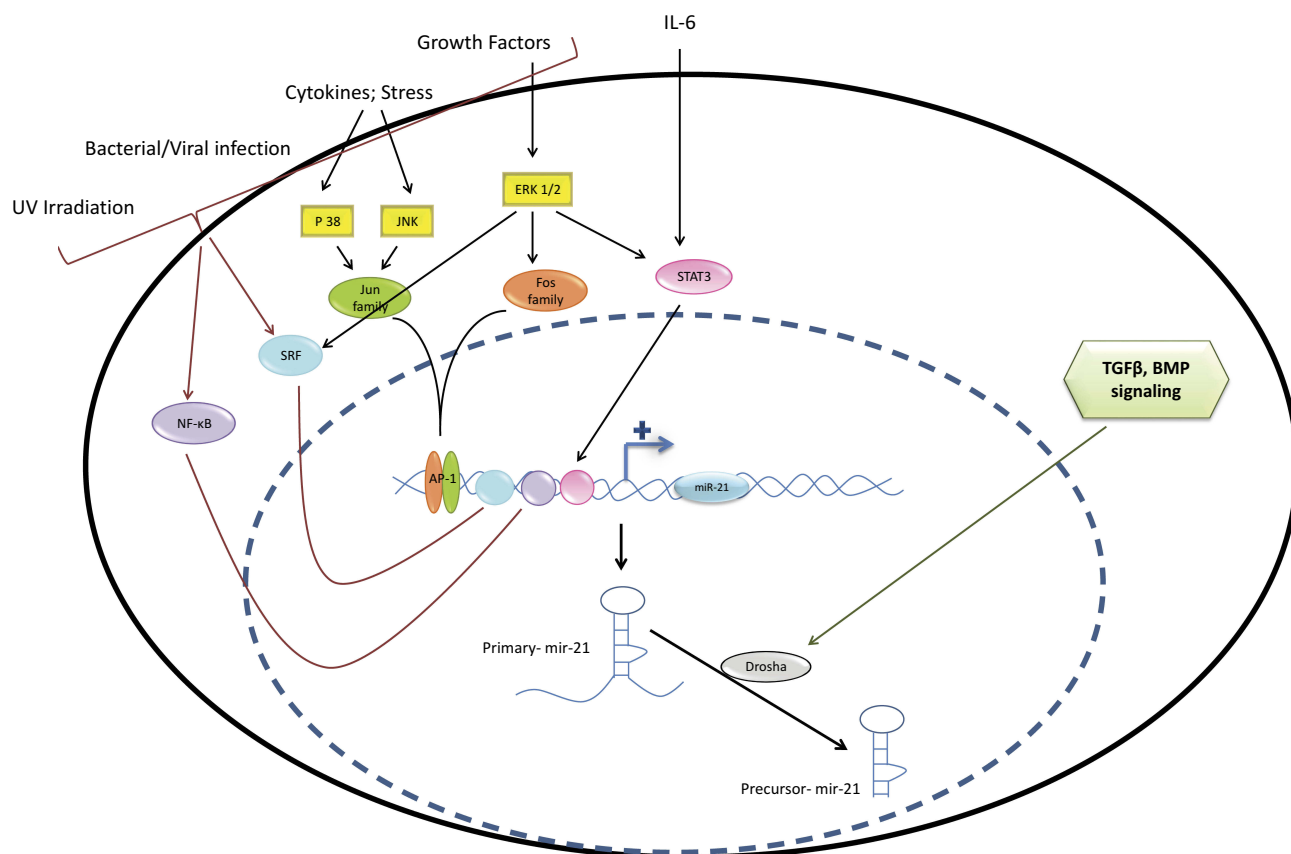 IL-6
Growth Factors
Cytokines; Stress
Bacterial/Viral infection
UV Irradiation
ERK 1/2
P 38
JNK
STAT3
Jun
family
Fos
family
SRF
TGFβ, BMP
signaling
NF-κB
+
AP-1
miR-21
Primary- mir-21
Drosha
Precursor- mir-21